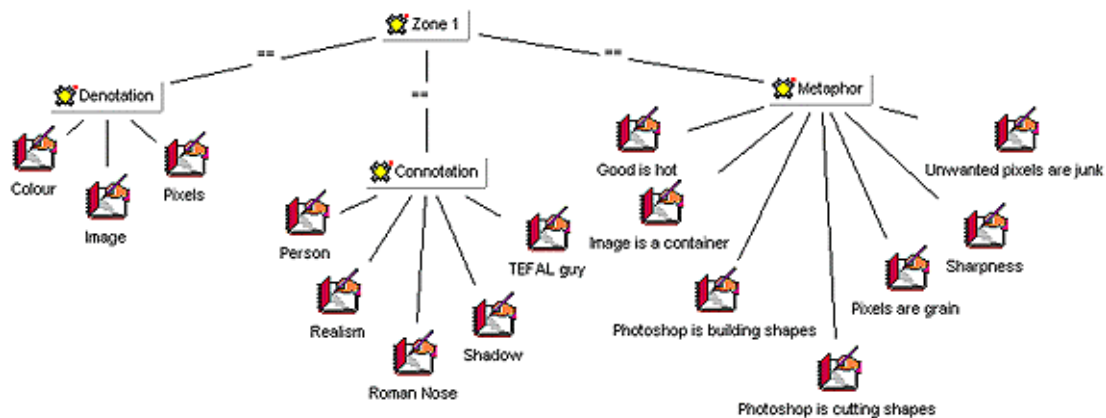 Zone 1
==
==
==
Denotation
Metaphor
Colour
Image
Pixels
Connotation
Person
Realism
Roman Nose
Shadow
TEFAL guy
Good is hot
Image is a container
Photoshop is building shapes
Photoshop is cutting shapes
Pixels are grain
Sharpness
Unwanted pixels are junk